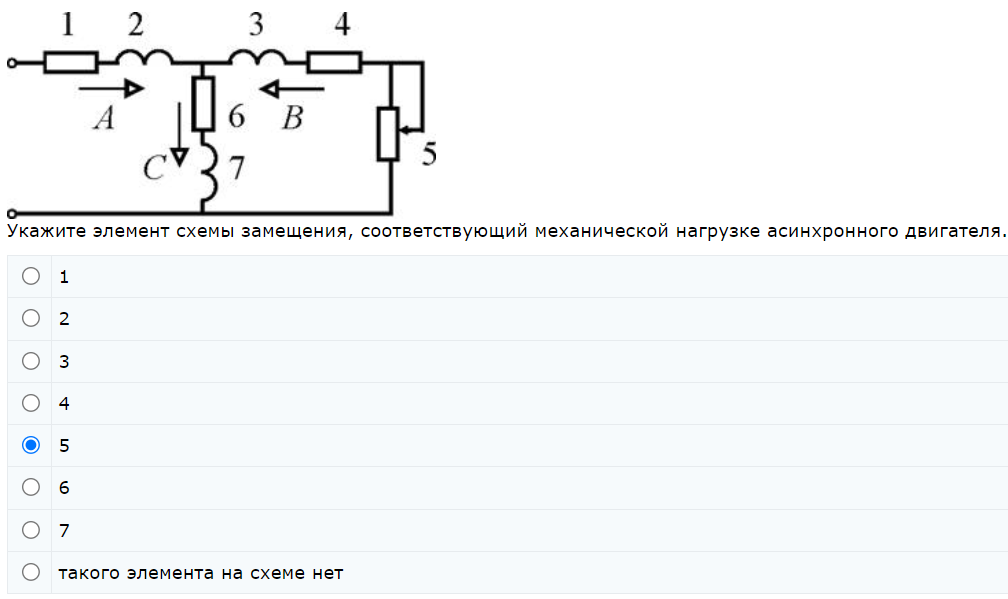 1 2 3 4
A C 6 B 7 5
Укажите элемент схемы замещения, соответствующий механической нагрузке асинхронного двигателя.
1
2
3
4
5
6
7
такого элемента на схеме нет